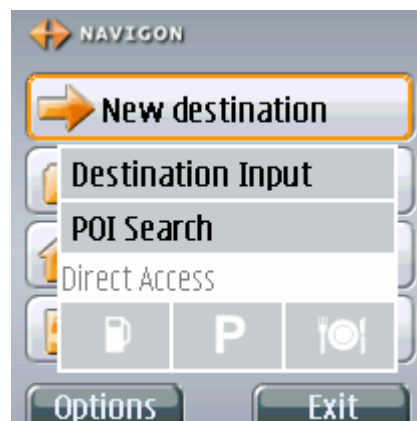 NAVIGON
New destination
Destination Input
POI Search
Direct Access
P
Options Exit